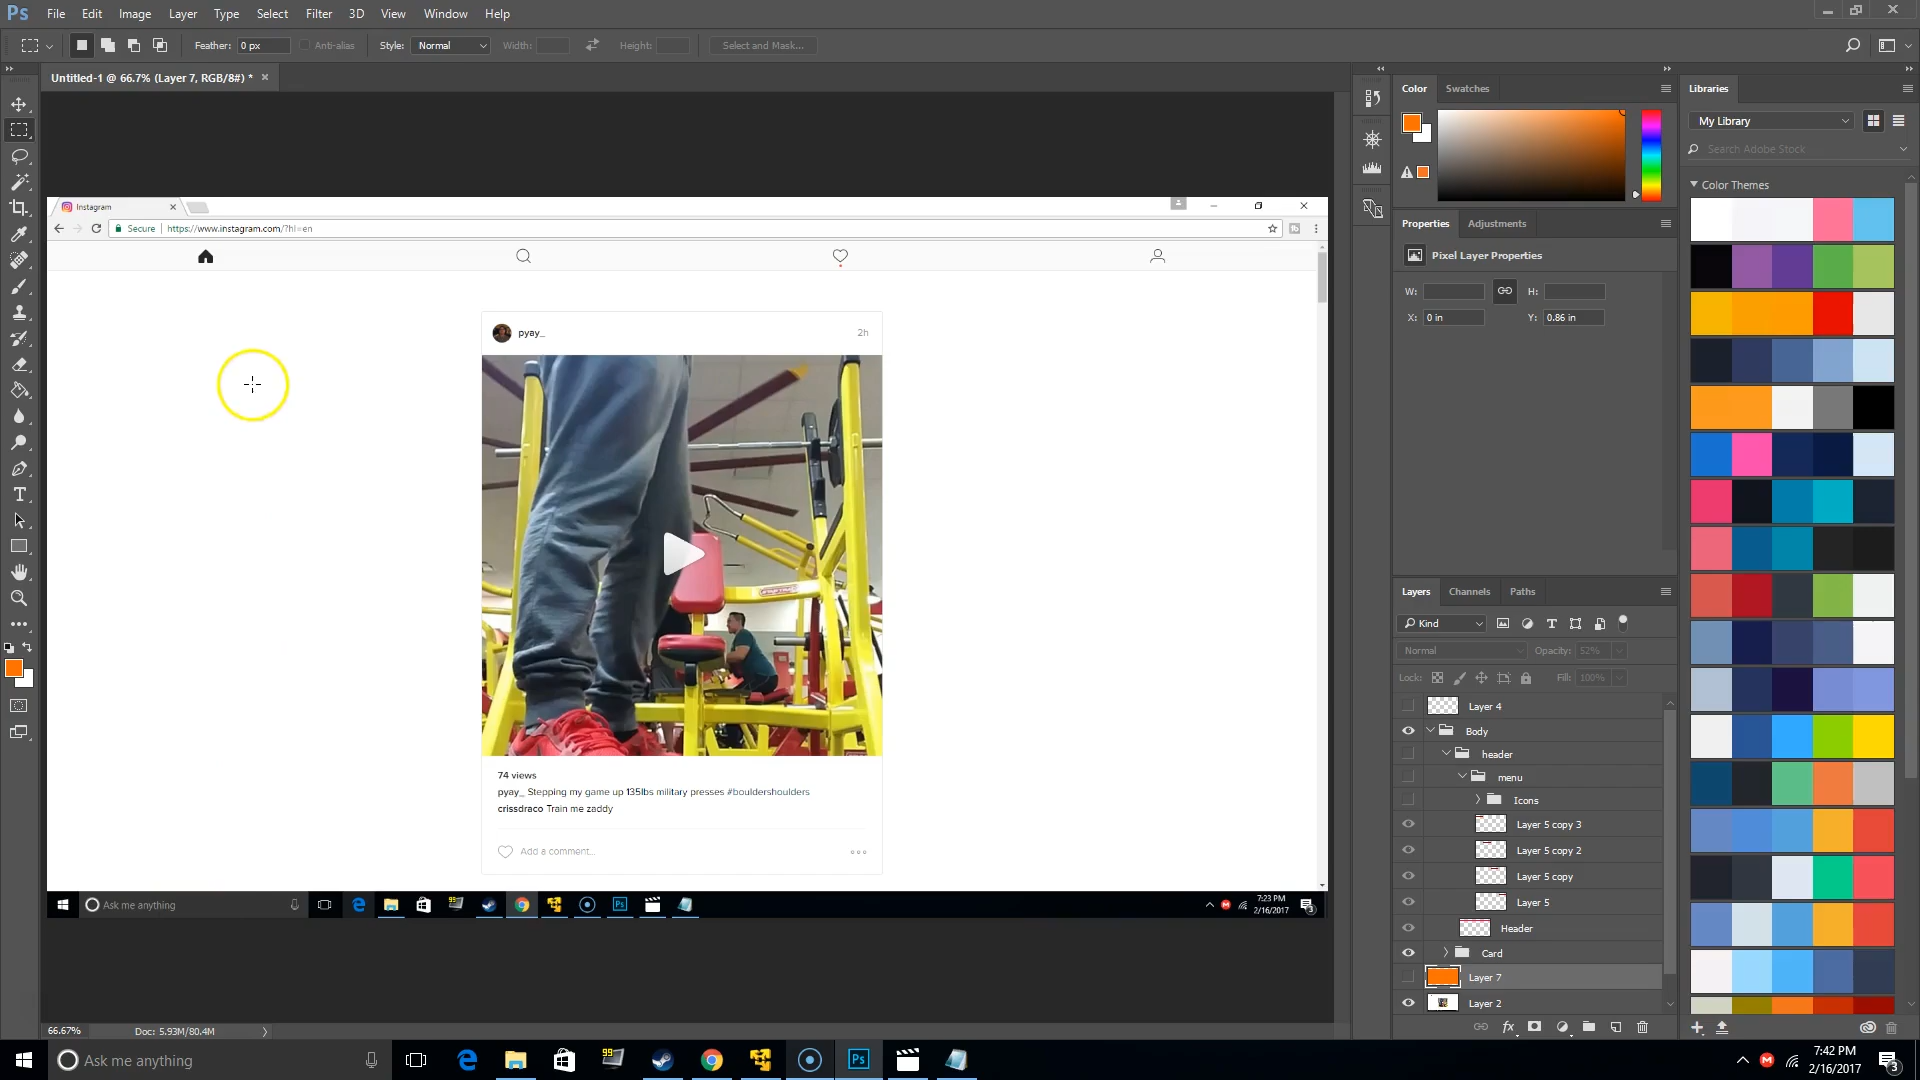 Ps File Edit Image Layer Type Select Filter 3D View Window Help
Feather: 0 px Anti-alias Style: Normal Width: Height: Select and Mask...
Untitled-1 @ 66.7% (Layer 7, RGB/8#) *
Instagram
Secure https://www.instagram.com/?hl=en
pyay_ 2h
74 views
pyay_ Stepping my game up 135lbs military presses #bouldershoulders
crissdraco Train me zaddy
Add a comment...
Ask me anything
7:23 PM
2/16/2017
3
66.67% Doc: 5.93M/80.4M
Color Swatches
Properties Adjustments
Pixel Layer Properties
W: H:
X: 0 in Y: 0.86 in
Layers Channels Paths
Kind
Normal Opacity: 52%
Lock: Fill: 100%
Layer 4
Body
header
menu
Icons
Layer 5 copy 3
Layer 5 copy 2
Layer 5 copy
Layer 5
Header
Card
Layer 7
Layer 2
fx
Libraries
My Library
Search Adobe Stock
Color Themes
Ask me anything
99
Ps
7:42 PM
2/16/2017
3